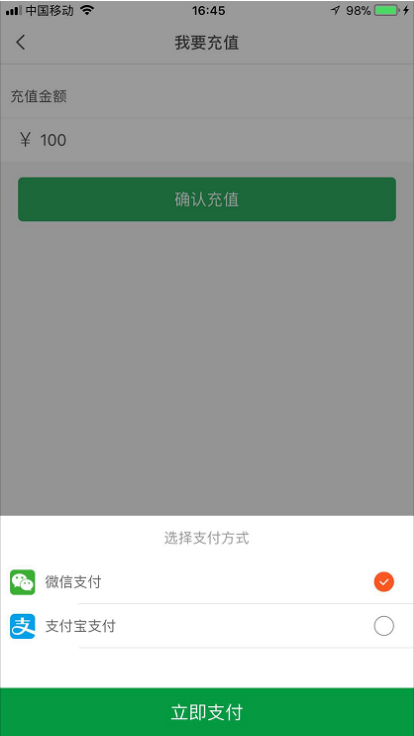 中国移动 16:45 98%
我要充值
充值金额
¥ 100
确认充值
选择支付方式
微信支付
支 支付宝支付
立即支付